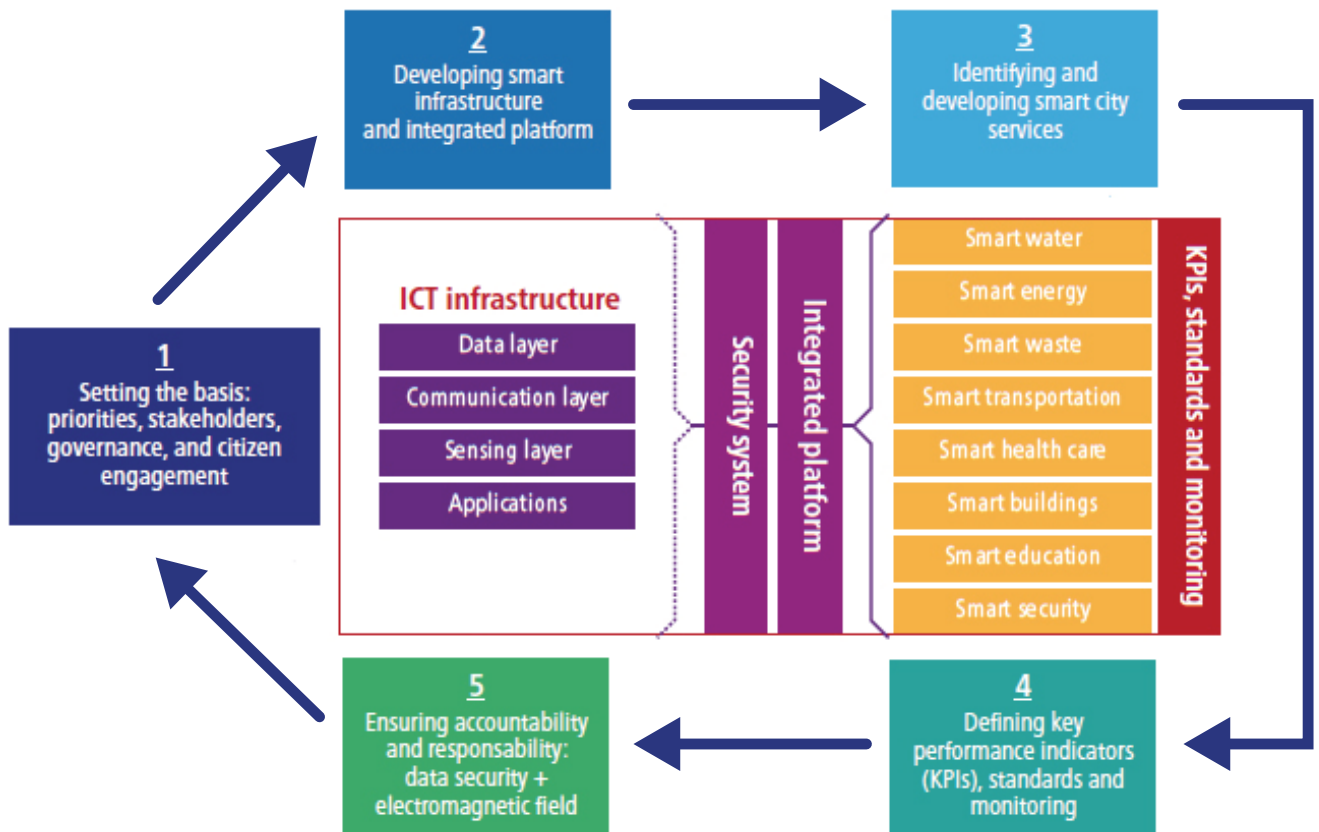 2
Developing smart
infrastructure
and integrated platform
3
Identifying and
developing smart city
services
1
Setting the basis:
priorities, stakeholders,
governance, and citizen
engagement
ICT infrastructure
Data layer
Communication layer
Sensing layer
Applications
Security system
Integrated platform
Smart water
Smart energy
Smart waste
Smart transportation
Smart health care
Smart buildings
Smart education
Smart security
KPIs, standards and monitoring
5
Ensuring accountability
and responsability:
data security +
electromagnetic field
4
Defining key
performance indicators
(KPIs), standards and
monitoring